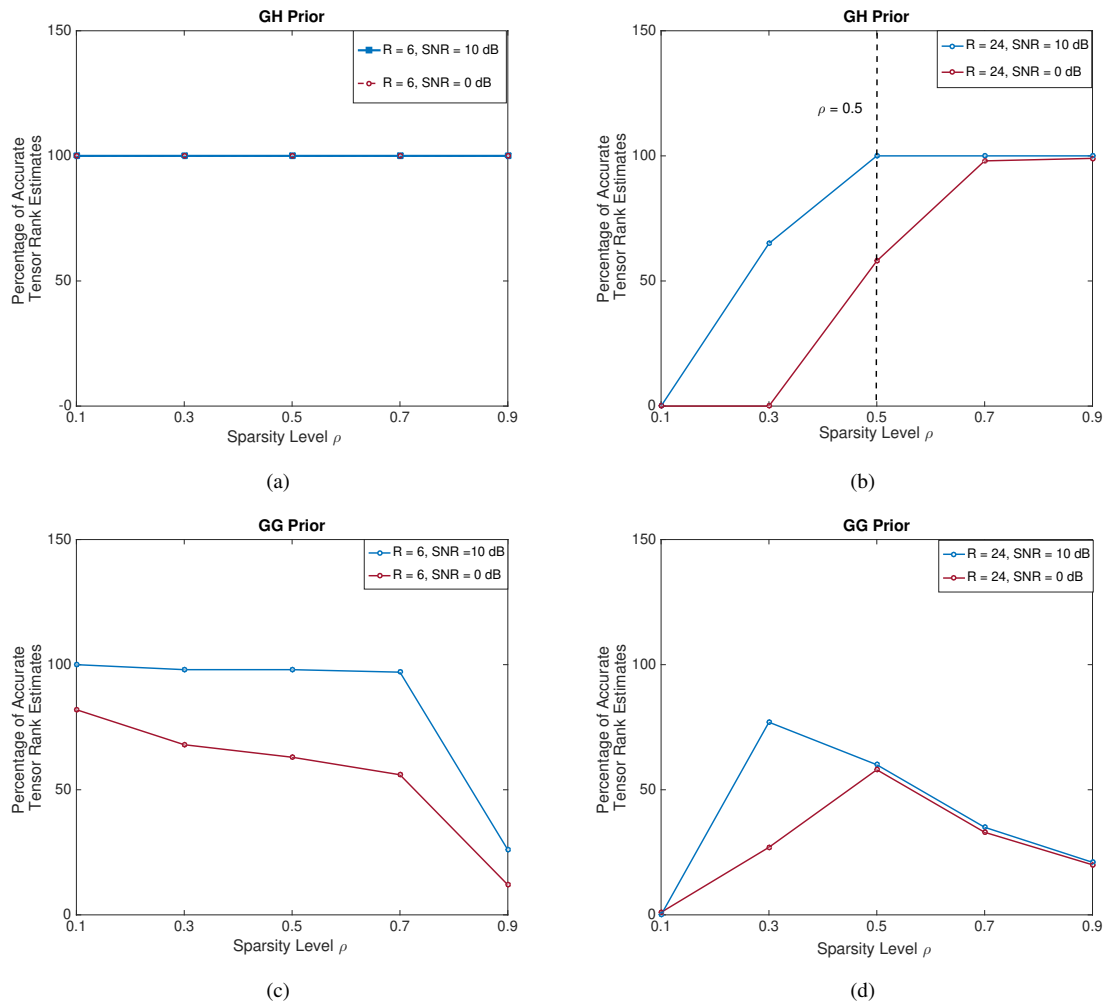 GH Prior
150
100
50
-0
Percentage of Accurate
Tensor Rank Estimates
R = 6, SNR = 10 dB
R = 6, SNR = 0 dB
0.1 0.3 0.5 0.7 0.9
Sparsity Level ρ
(a)
GH Prior
150
100
50
0
Percentage of Accurate
Tensor Rank Estimates
R = 24, SNR = 10 dB
R = 24, SNR = 0 dB
ρ = 0.5
0.1 0.3 0.5 0.7 0.9
Sparsity Level ρ
(b)
GG Prior
150
100
50
0
Percentage of Accurate
Tensor Rank Estimates
R = 6, SNR =10 dB
R = 6, SNR = 0 dB
0.1 0.3 0.5 0.7 0.9
Sparsity Level ρ
(c)
GG Prior
150
100
50
0
Percentage of Accurate
Tensor Rank Estimates
R = 24, SNR = 10 dB
R = 24, SNR = 0 dB
0.1 0.3 0.5 0.7 0.9
Sparsity Level ρ
(d)